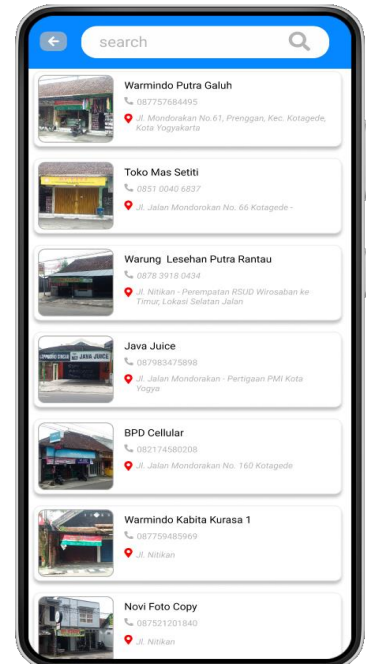 search
Warmindo Putra Galuh
087757684495
Jl. Mondorakan No.61, Prenggan, Kec. Kotagede,
Kota Yogyakarta
Toko Mas Setiti
0851 0040 6837
Jl. Jalan Mondorokan No. 66 Kotagede -
Warung Lesehan Putra Rantau
0878 3918 0434
Jl. Nitikan - Perempatan RSUD Wirosaban ke
Timur, Lokasi Selatan Jalan
JAVA JUICE
Java Juice
087983475898
Jl. Jalan Mondorakan - Pertigaan PMI Kota
Yogya
BPD Cellular
082174580208
Jl. Jalan Mondorakan No. 160 Kotagede
Warmindo Kabita Kurasa 1
087759485969
Jl. Nitikan
Novi Foto Copy
087521201840
Jl. Nitikan